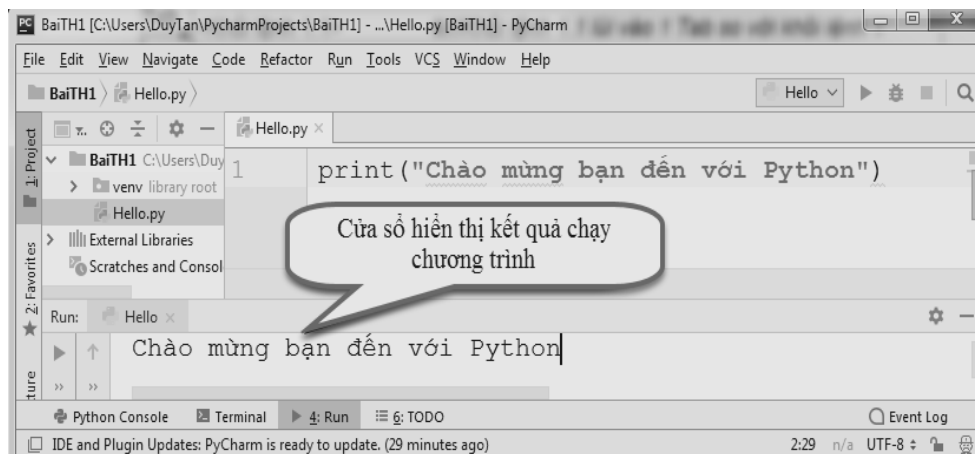 BaiTH1 [C:\Users\DuyTan\PycharmProjects\BaiTH1] - ...\Hello.py [BaiTH1] - PyCharm
File Edit View Navigate Code Refactor Run Tools VCS Window Help
BaiTH1 Hello.py Hello
1: Project
Hello.py
BaiTH1 C:\Users\Duy
venv library root
Hello.py
External Libraries
Scratches and Consol
1 print("Chào mừng bạn đến với Python")
Cửa sổ hiển thị kết quả chạy
chương trình
2: Favorites
Run: Hello
Chào mừng bạn đến với Python
ture
Python Console Terminal 4: Run 6: TODO Event Log
IDE and Plugin Updates: PyCharm is ready to update. (29 minutes ago) 2:29 n/a UTF-8